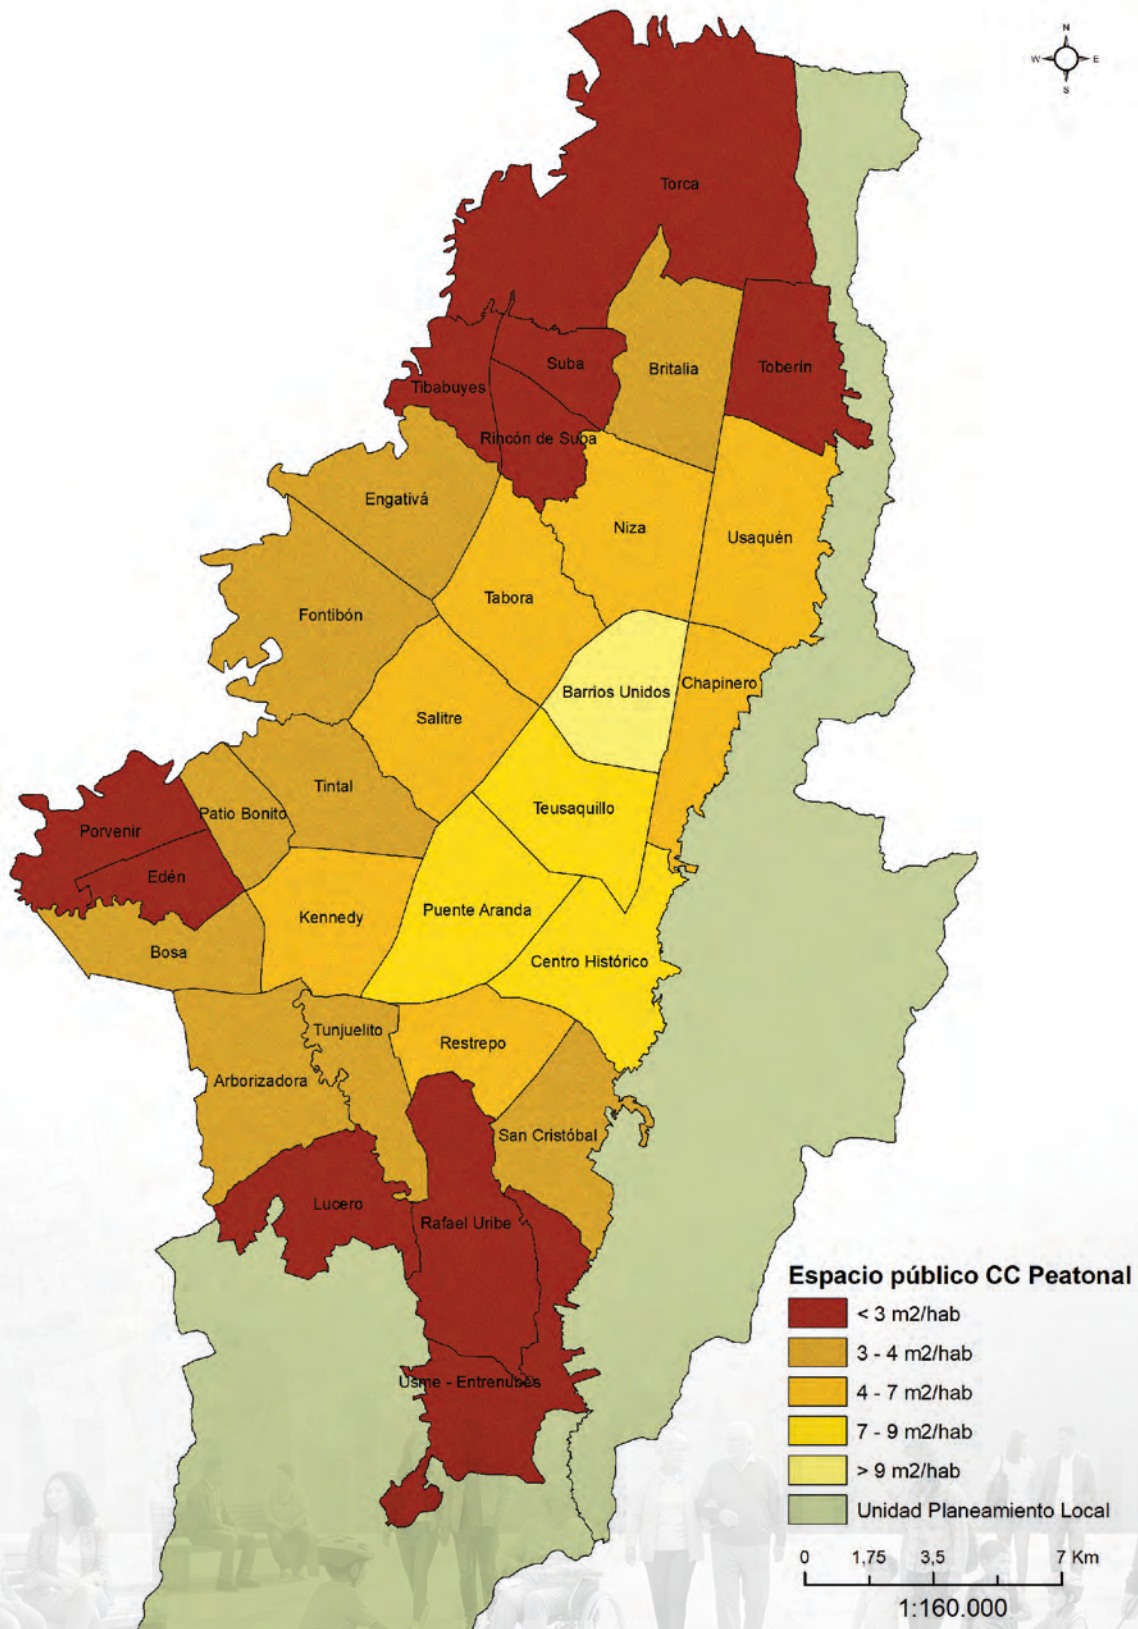 N
W E
S
Torca
Suba
Britalia
Toberín
Tibabuyes
Rincón de Suba
Engativá
Niza
Usaquén
Tabora
Fontibón
Chapinero
Barrios Unidos
Salitre
Tintal
Teusaquillo
Patio Bonito
Porvenir
Edén
Kennedy
Puente Aranda
Bosa
Centro Histórico
Tunjuelito
Restrepo
Arborizadora
San Cristóbal
Lucero
Rafael Uribe
Usme - Entrenubes
Espacio público CC Peatonal
< 3 m2/hab
3 - 4 m2/hab
4 - 7 m2/hab
7 - 9 m2/hab
> 9 m2/hab
Unidad Planeamiento Local
0 1,75 3,5 7 Km
1:160.000